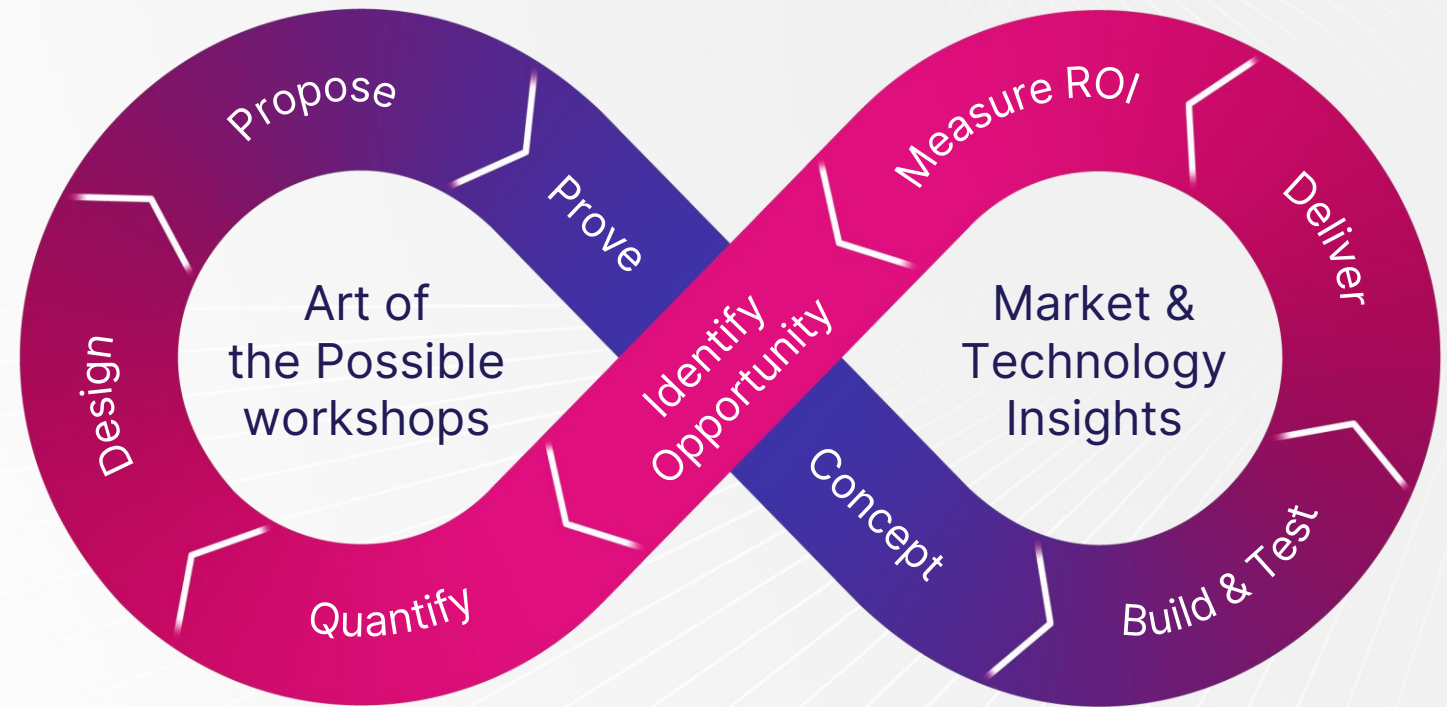 Propose
Prove
Design
Quantify
Art of
the Possible
workshops
Identify
Opportunity
Measure ROI
Deliver
Build & Test
Concept
Market &
Technology
Insights